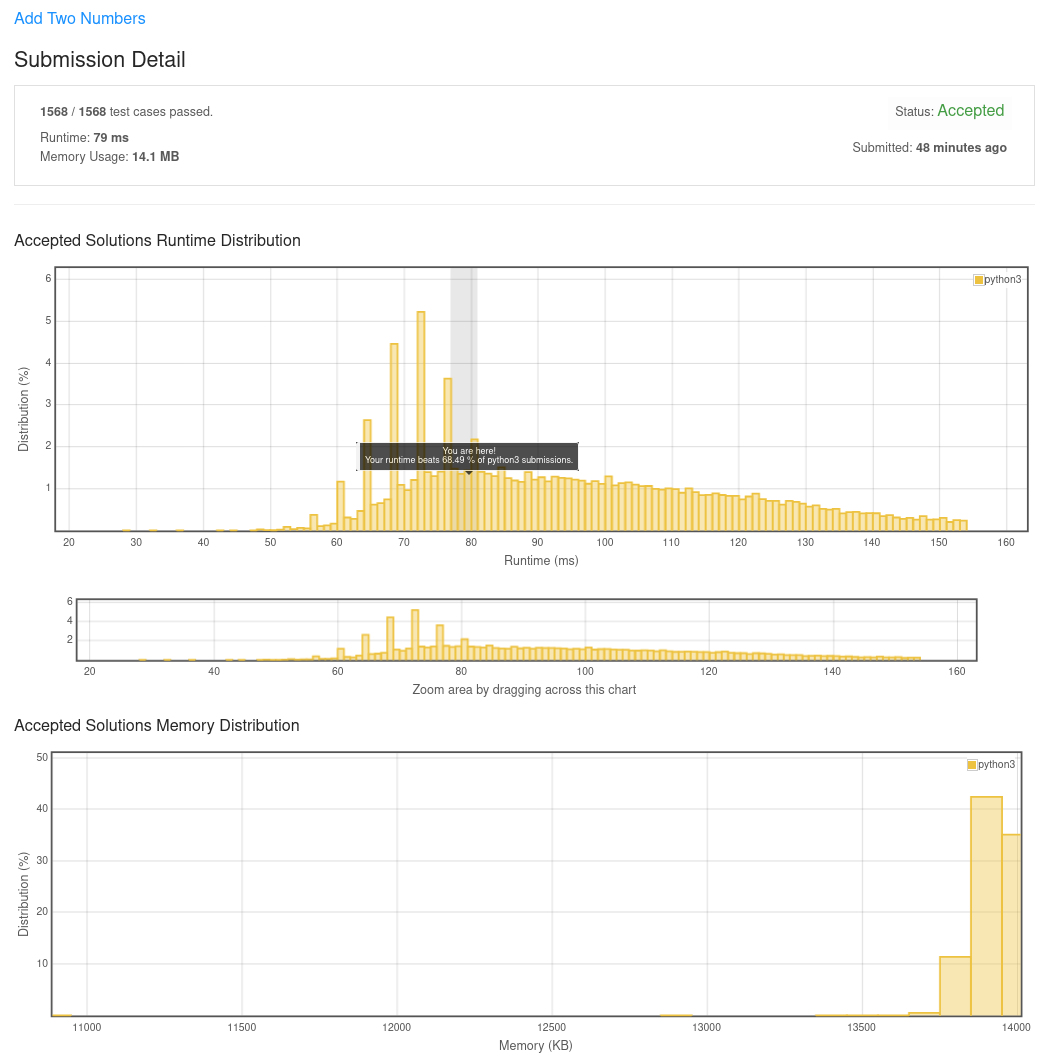 Add Two Numbers
Submission Detail
1568 / 1568 test cases passed.
Status: Accepted
Runtime: 79 ms
Memory Usage: 14.1 MB
Submitted: 48 minutes ago
Accepted Solutions Runtime Distribution
python3
6
5
4
3
2
1
Distribution (%)
You are here!
Your runtime beats 68.49 % of python3 submissions.
20 30 40 50 60 70 80 90 100 110 120 130 140 150 160
Runtime (ms)
6
4
2
20 40 60 80 100 120 140 160
Zoom area by dragging across this chart
Accepted Solutions Memory Distribution
python3
50
40
30
20
10
Distribution (%)
11000 11500 12000 12500 13000 13500 14000
Memory (KB)